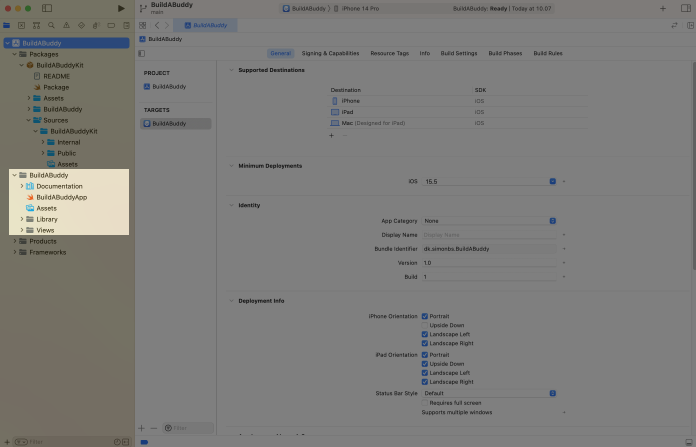 BuildABuddy
main
BuildABuddy
iPhone 14 Pro
BuildABuddy: Ready | Today at 10.07
BuildABuddy
BuildABuddy
BuildABuddy
Packages
BuildABuddyKit
README
Package
Assets
BuildABuddy
Sources
BuildABuddyKit
Internal
Public
Assets
BuildABuddy
Documentation
BuildABuddyApp
Assets
Library
Views
Products
Frameworks
Filter
General
Signing & Capabilities
Resource Tags
Info
Build Settings
Build Phases
Build Rules
PROJECT
BuildABuddy
TARGETS
BuildABuddy
Filter
Supported Destinations
Destination SDK
iPhone iOS
iPad iOS
Mac (Designed for iPad) iOS
Minimum Deployments
iOS 15.5
Identity
App Category None
Display Name Display Name
Bundle Identifier dk.simonbs.BuildABuddy
Version 1.0
Build 1
Deployment Info
iPhone Orientation Portrait
Upside Down
Landscape Left
Landscape Right
iPad Orientation Portrait
Upside Down
Landscape Left
Landscape Right
Status Bar Style Default
Requires full screen
Supports multiple windows